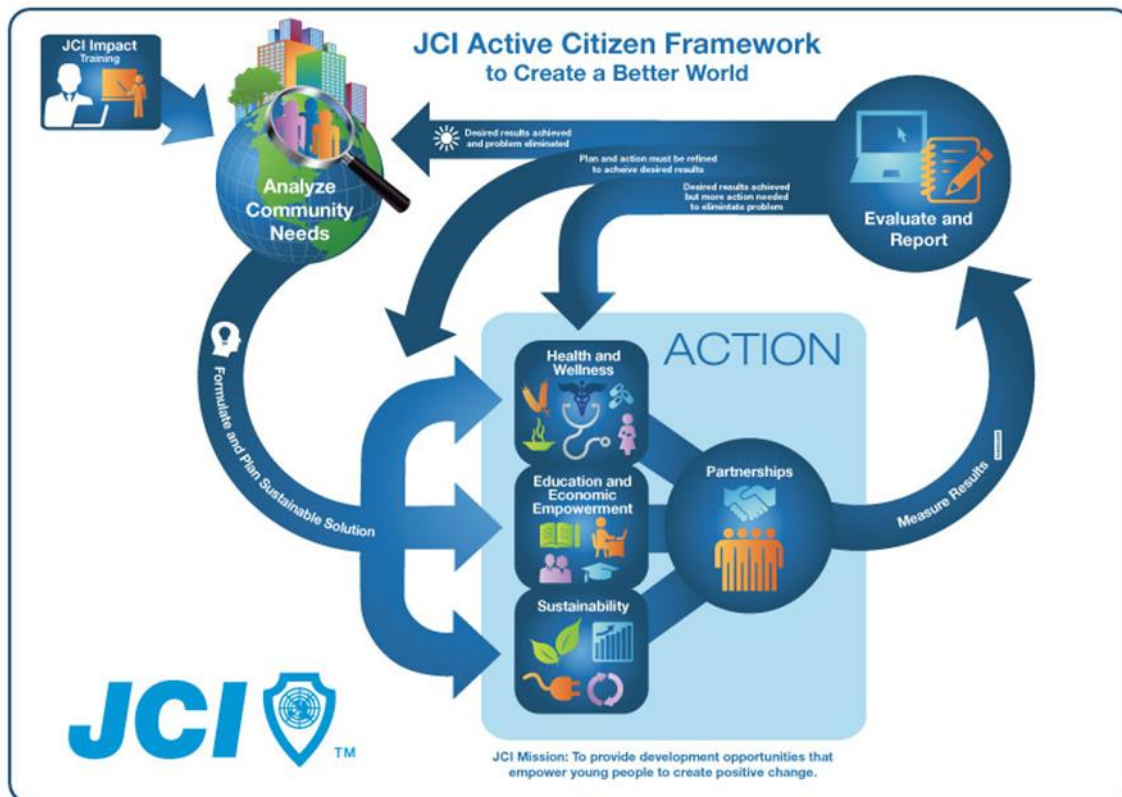 JCI Impact
Training
JCI Active Citizen Framework
to Create a Better World
Analyze
Community
Needs
Desired results achieved
and problem eliminated
Plan and action must be refined
to acheive desired results
Desired results achieved
but more action needed
to elimintate problem
Evaluate and
Report
Formulate and Plan Sustainable Solution
ACTION
Health and
Wellness
Education and
Economic
Empowerment
Sustainability
Partnerships
Measure Results
JCI
TM
JCI Mission: To provide development opportunities that
empower young people to create positive change.